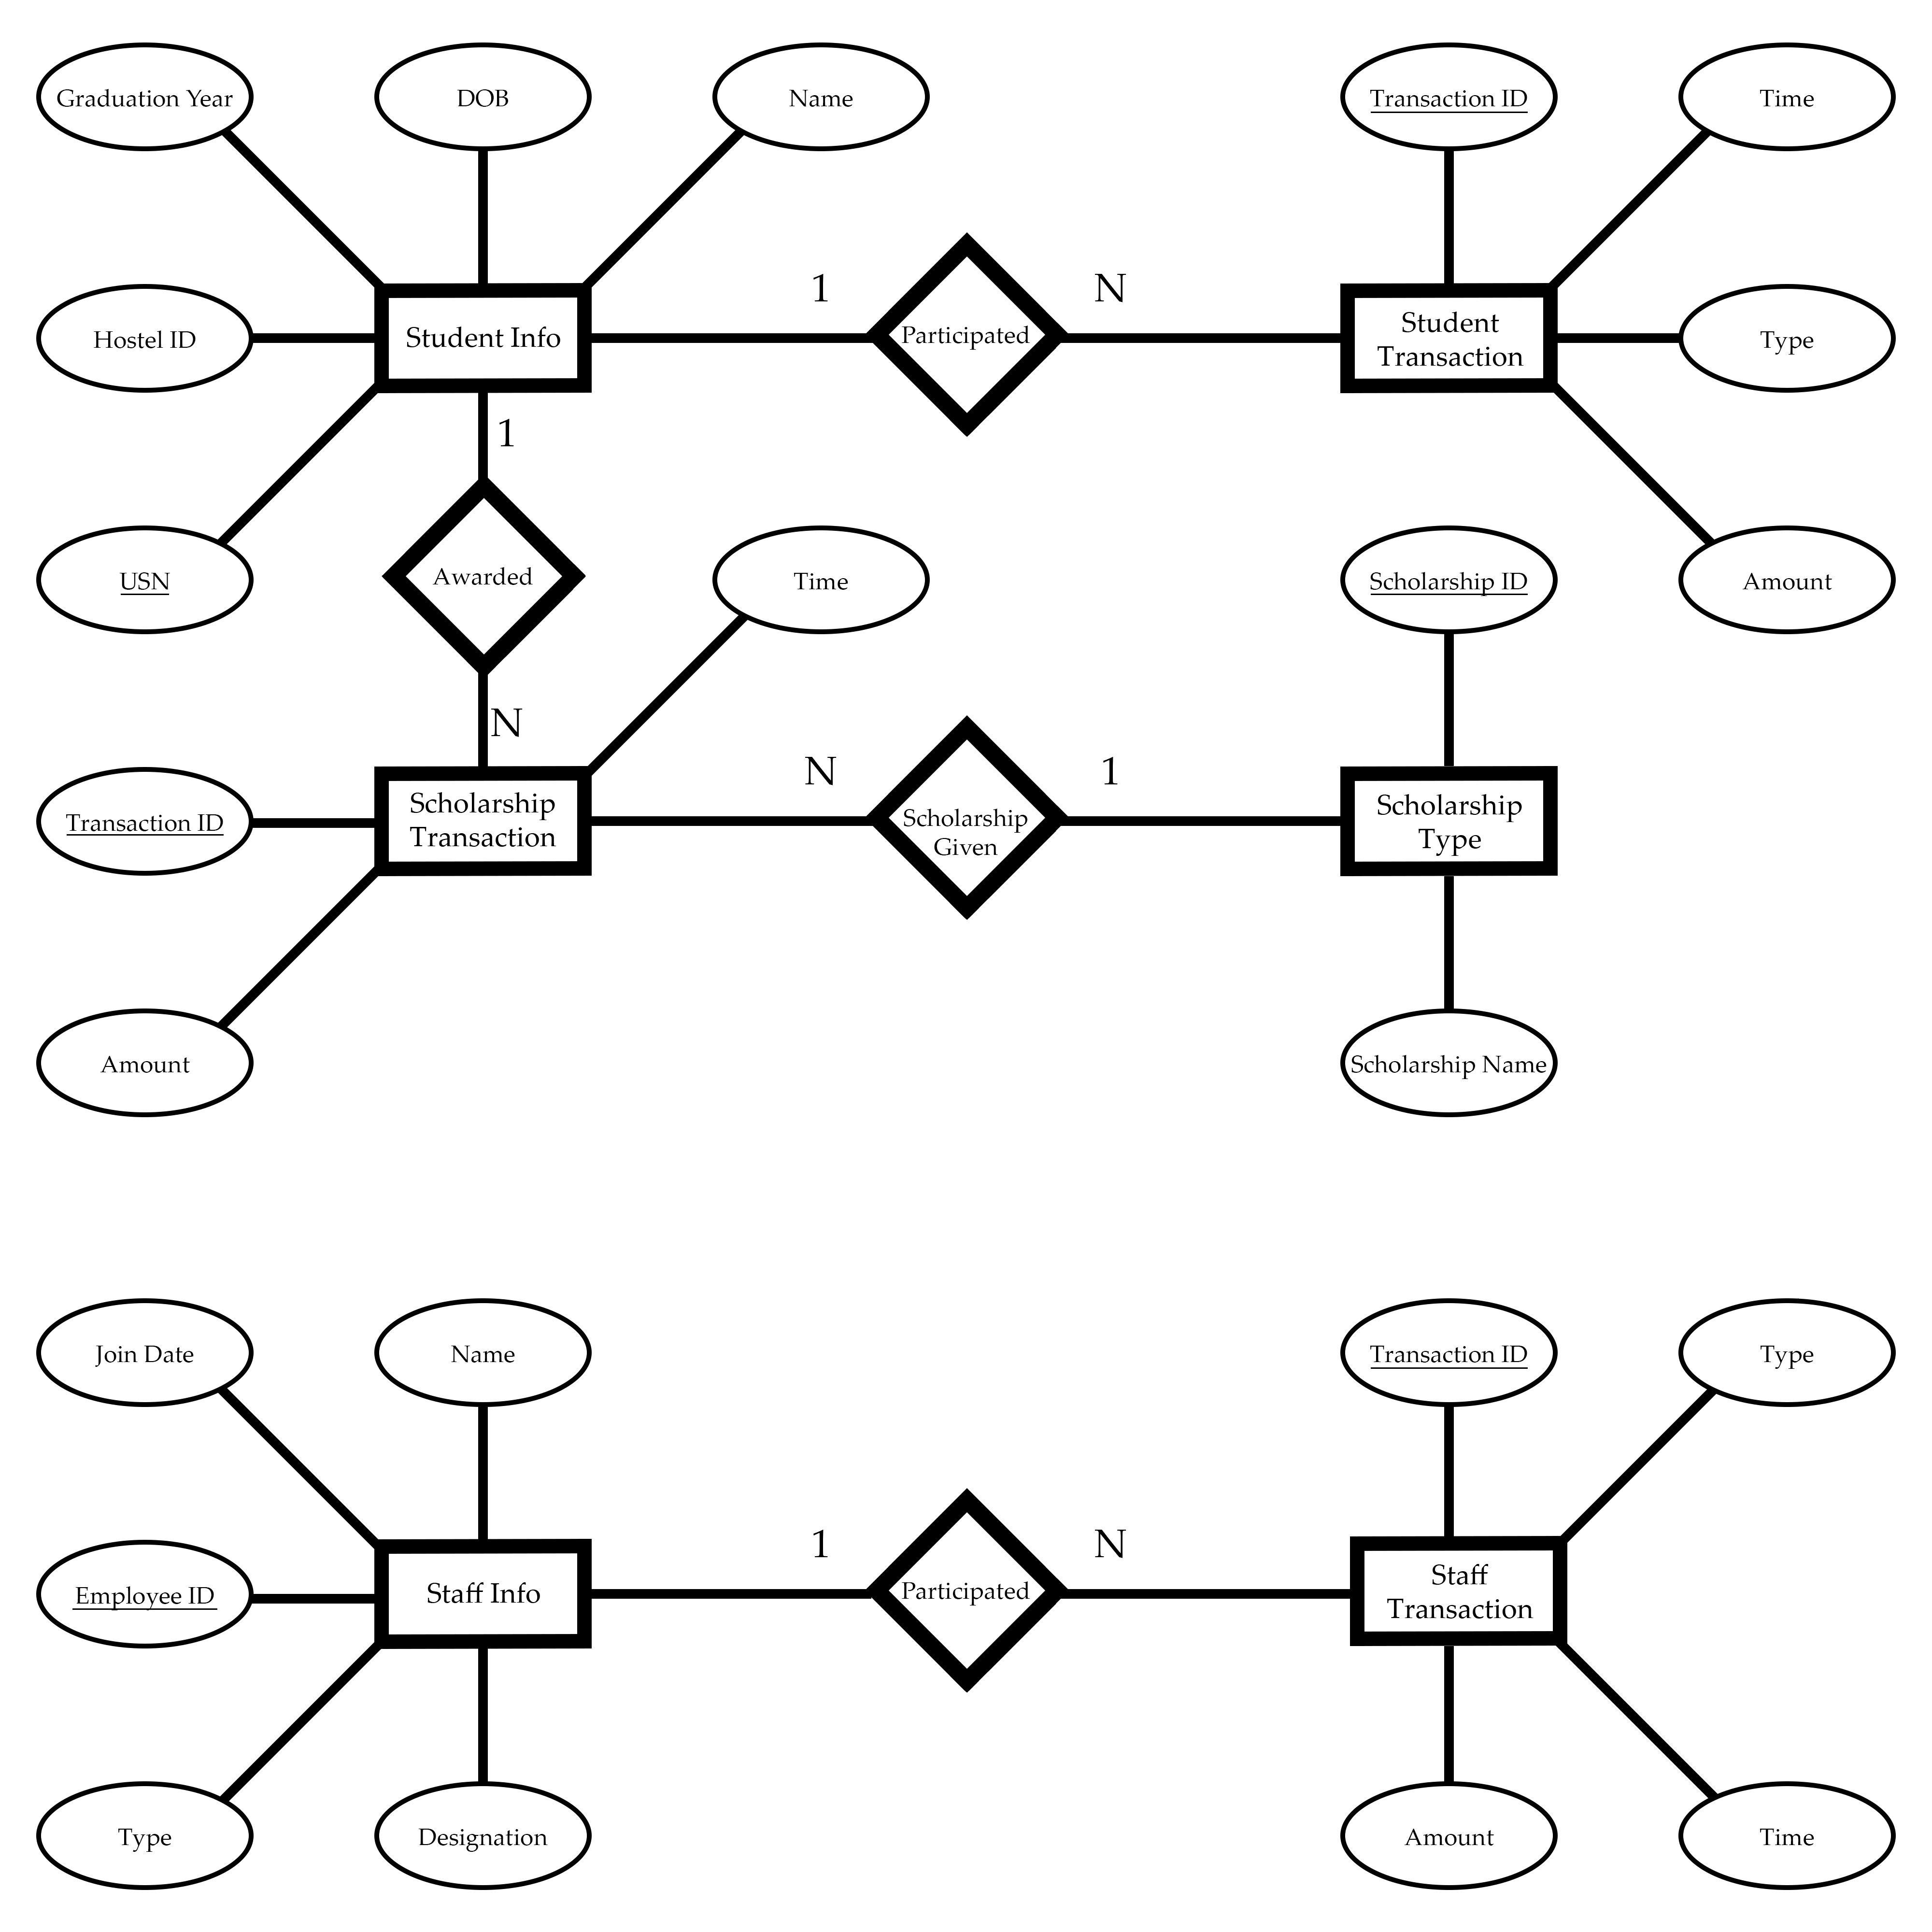 Graduation Year
DOB
Name
Transaction ID
Time
1
N
Hostel ID
Student Info
Participated
Student
Transaction
Type
1
USN
Awarded
Time
Scholarship ID
Amount
N
N
1
Transaction ID
Scholarship
Transaction
Scholarship
Given
Scholarship
Type
Amount
Scholarship Name
Join Date
Name
Transaction ID
Type
1
N
Employee ID
Staff Info
Participated
Staff
Transaction
Type
Designation
Amount
Time